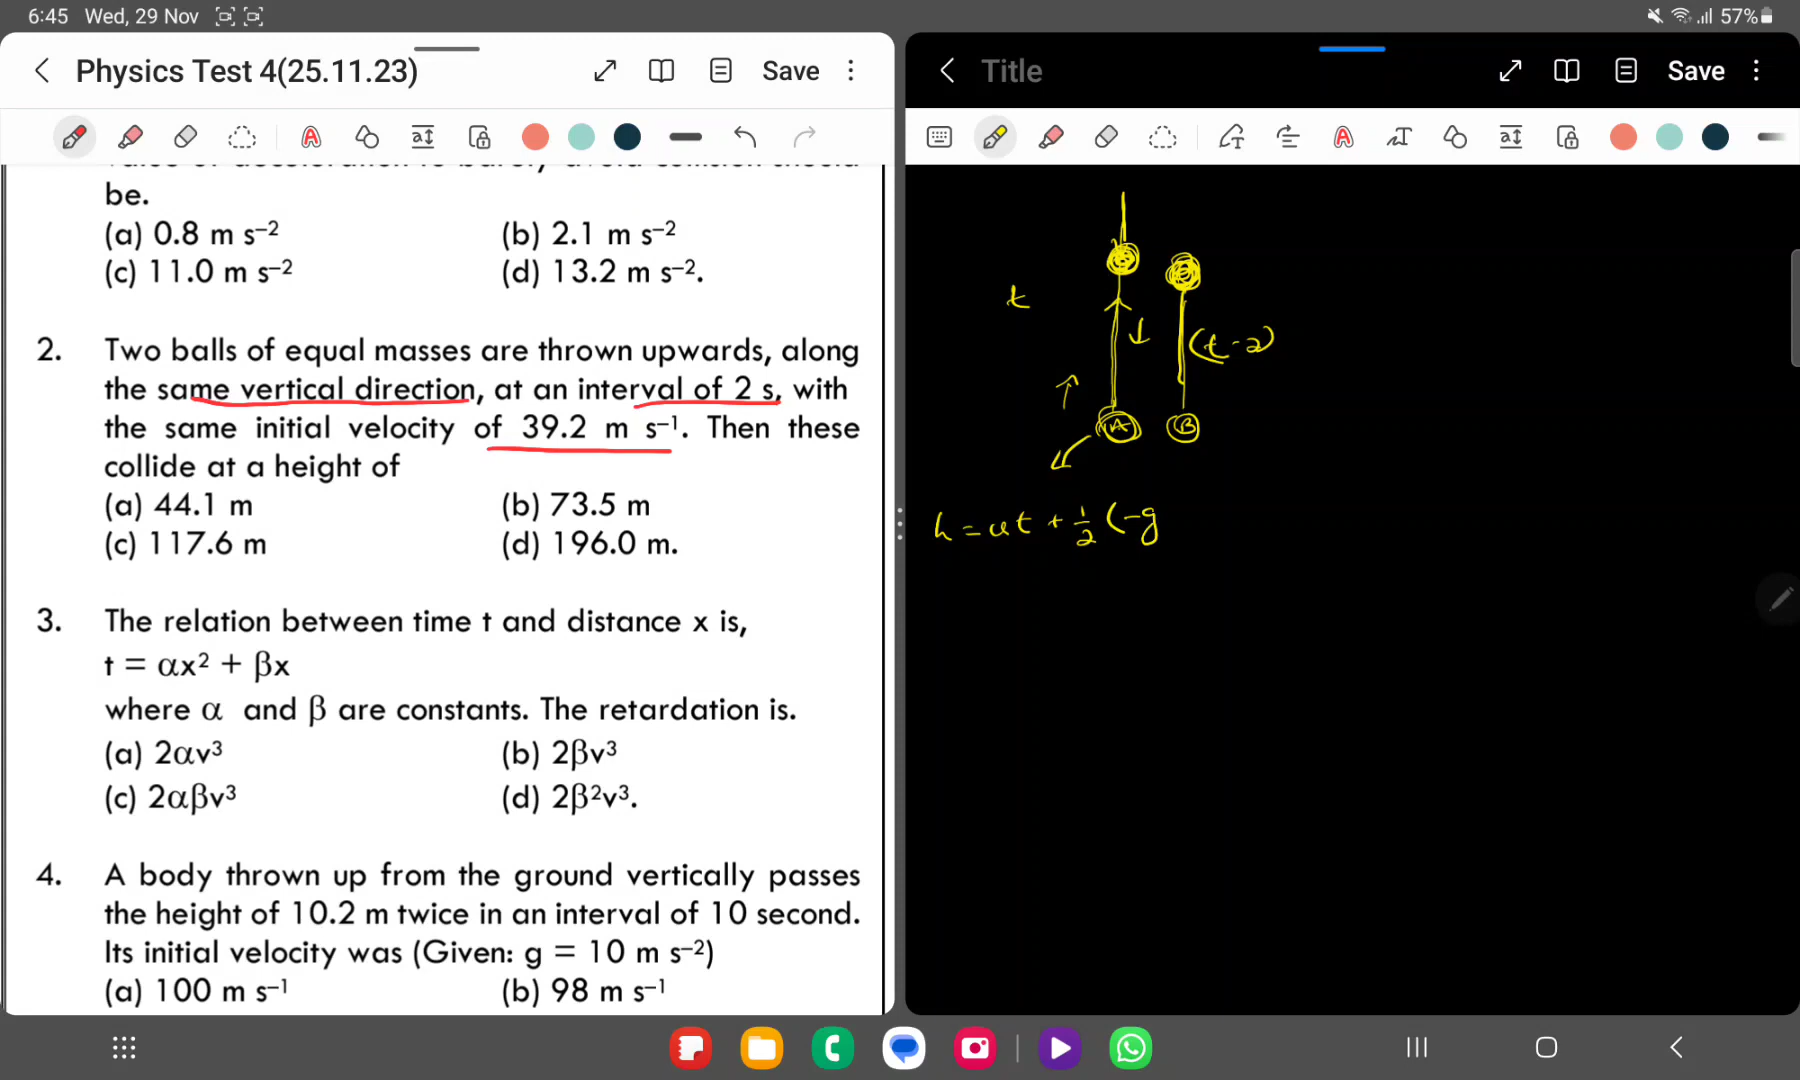 6:45 Wed, 29 Nov
57%
Physics Test 4(25.11.23)
Save
Title
Save
be.
(a) 0.8 m s⁻² (b) 2.1 m s⁻²
(c) 11.0 m s⁻² (d) 13.2 m s⁻².
2. Two balls of equal masses are thrown upwards, along
the same vertical direction, at an interval of 2 s, with
the same initial velocity of 39.2 m s⁻¹. Then these
collide at a height of
(a) 44.1 m (b) 73.5 m
(c) 117.6 m (d) 196.0 m.
3. The relation between time t and distance x is,
t = αx² + βx
where α and β are constants. The retardation is.
(a) 2αv³ (b) 2βv³
(c) 2αβv³ (d) 2β²v³.
4. A body thrown up from the ground vertically passes
the height of 10.2 m twice in an interval of 10 second.
Its initial velocity was (Given: g = 10 m s⁻²)
(a) 100 m s⁻¹ (b) 98 m s⁻¹
t
(t-2)
A B
h = ut + 1/2 (-g